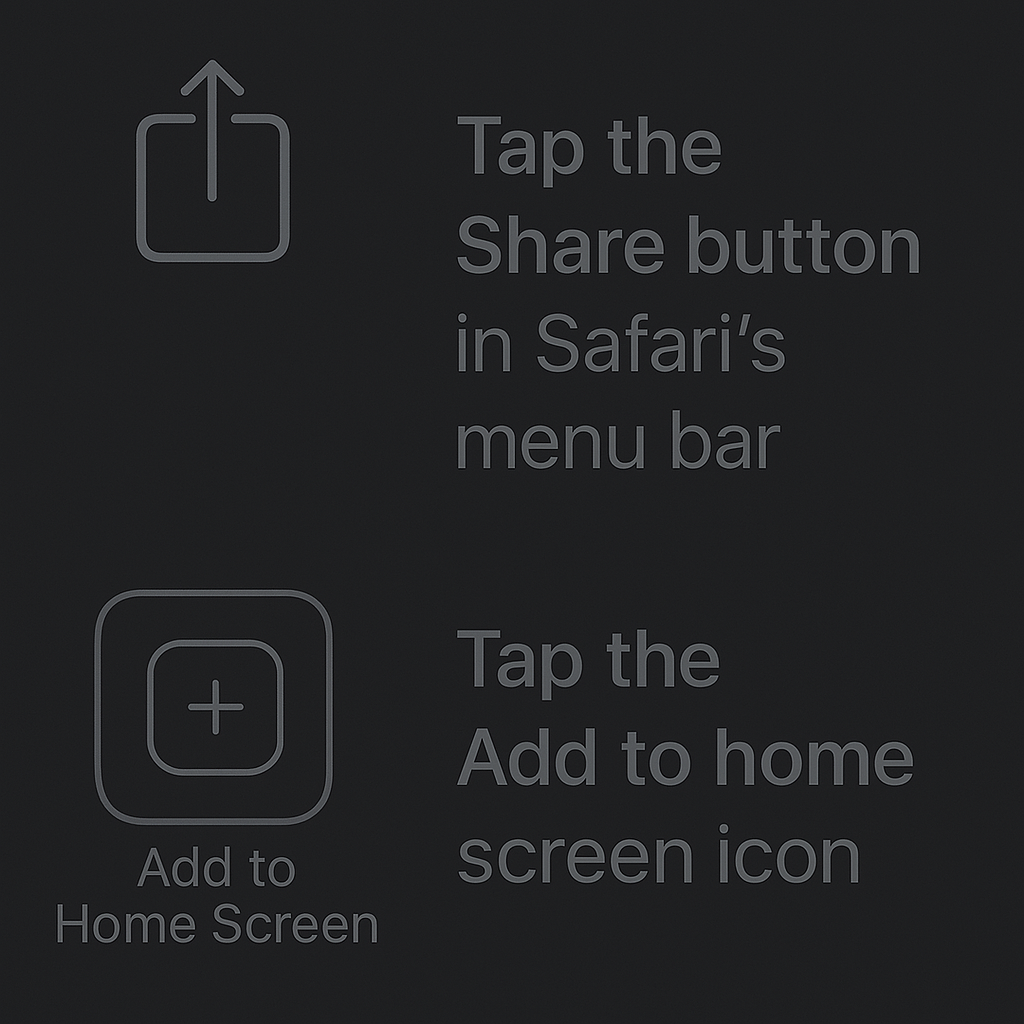 Tap the
Share button
in Safari’s
menu bar
Tap the
Add to home
screen icon
Add to
Home Screen